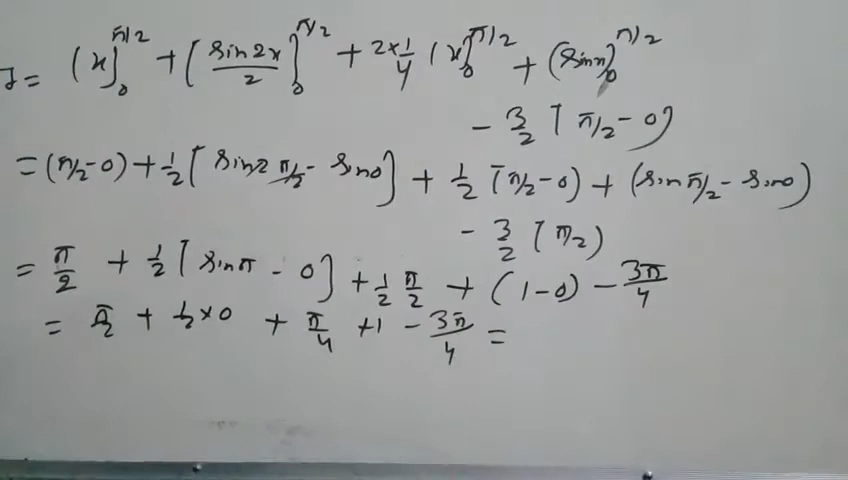 I = (x]₀^π/2 + [sin2x/2]₀^π/2 + 2×1/4 (x]₀^π/2 + (sinx)₀^π/2
- 3/2 [π/2 - 0)
= (π/2-0) + 1/2 [sin2 π/2 - sin0] + 1/2 [π/2-0) + (sinπ/2 - sin0)
- 3/2 [π/2)
= π/2 + 1/2 [sinπ - 0] + 1/2 π/2 + (1-0) - 3π/4
= π/2 + 1/2×0 + π/4 +1 - 3π/4 =